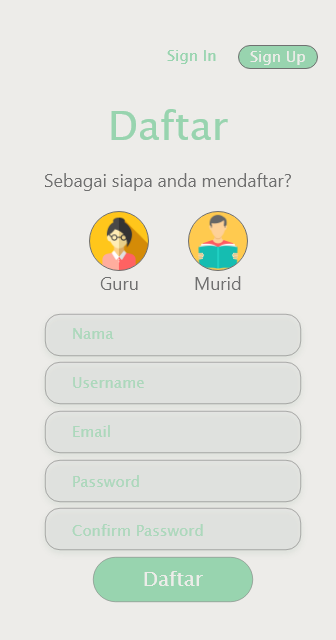 Sign In Sign Up
Daftar
Sebagai siapa anda mendaftar?
Guru Murid
Nama
Username
Email
Password
Confirm Password
Daftar